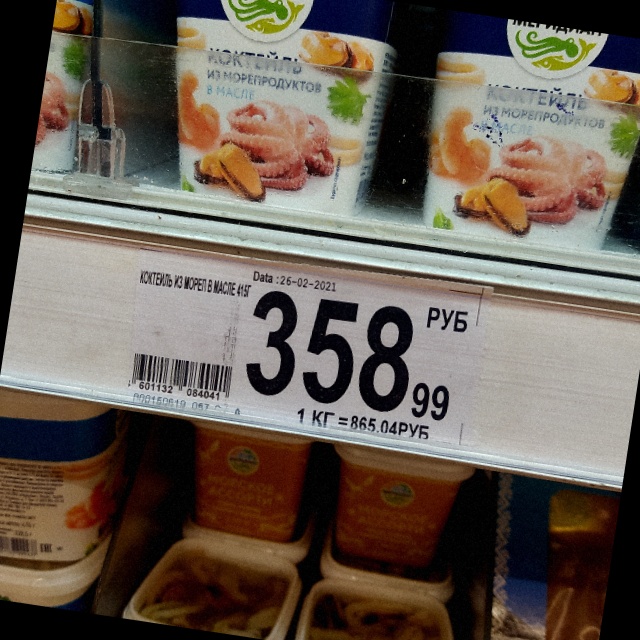 КОКТЕЙЛЬ
ИЗ МОРЕПРОДУКТОВ
В МАСЛЕ
МЕРИДИАН
КОКТЕЙЛЬ
ИЗ МОРЕПРОДУКТОВ
В МАСЛЕ
КОКТЕЙЛЬ ИЗ МОРЕП В МАСЛЕ 415Г
Data :26-02-2021
358 99 РУБ
601132 084041
1 КГ =865.04РУБ